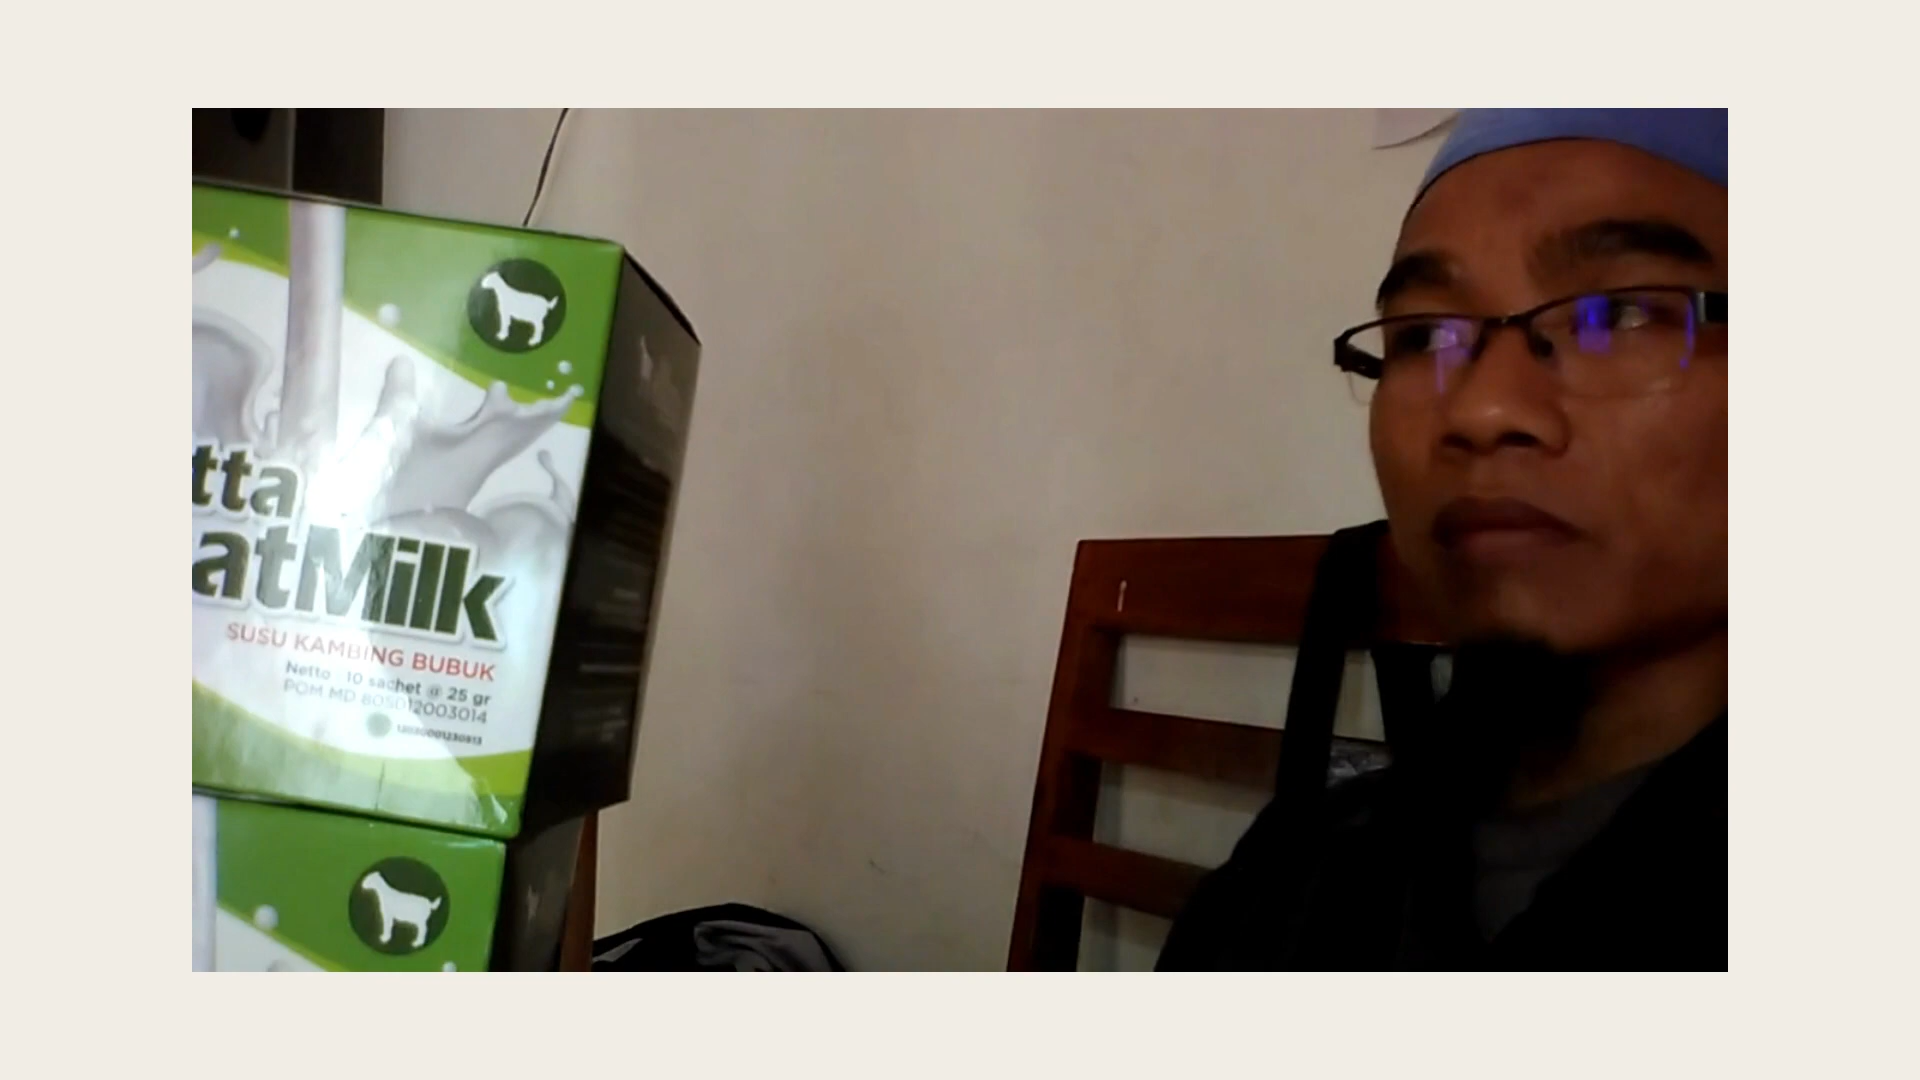 tta
atMilk
SUSU KAMBING BUBUK
Netto 10 sachet @ 25 gr
POM MD 805012003014